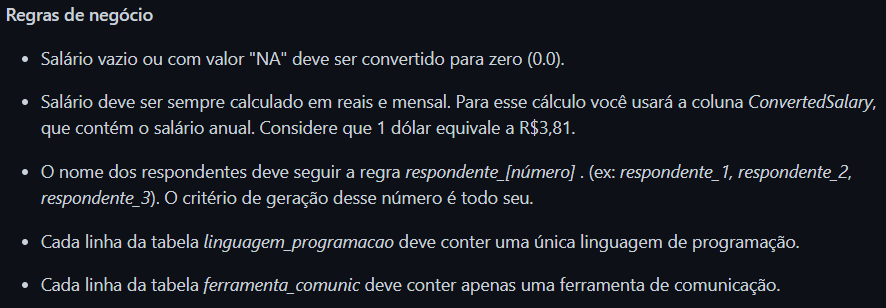 Regras de negócio
• Salário vazio ou com valor "NA" deve ser convertido para zero (0.0).
• Salário deve ser sempre calculado em reais e mensal. Para esse cálculo você usará a coluna ConvertedSalary,
que contém o salário anual. Considere que 1 dólar equivale a R$3,81.
• O nome dos respondentes deve seguir a regra respondente_[número] . (ex: respondente_1, respondente_2,
respondente_3). O critério de geração desse número é todo seu.
• Cada linha da tabela linguagem_programacao deve conter uma única linguagem de programação.
• Cada linha da tabela ferramenta_comunic deve conter apenas uma ferramenta de comunicação.